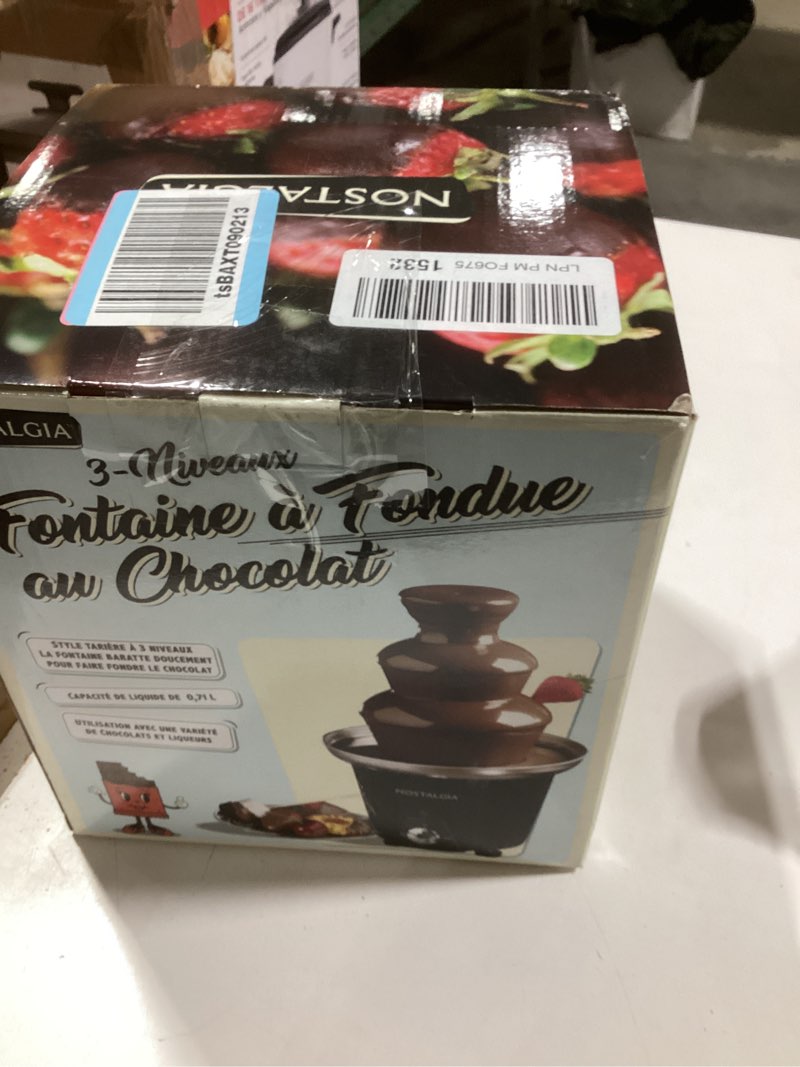 NOSTALGIA
tsBAXT090213
LPN PM FO675 1532
ALGIA
3-Niveaux
Fontaine à Fondue
au Chocolat
STYLE TARIÈRE À 3 NIVEAUX
LA FONTAINE BARATTE DOUCEMENT
POUR FAIRE FONDRE LE CHOCOLAT
CAPACITÉ DE LIQUIDE DE 0,71 L
UTILISATION AVEC UNE VARIÉTÉ
DE CHOCOLATS ET LIQUEURS
NOSTALGIA